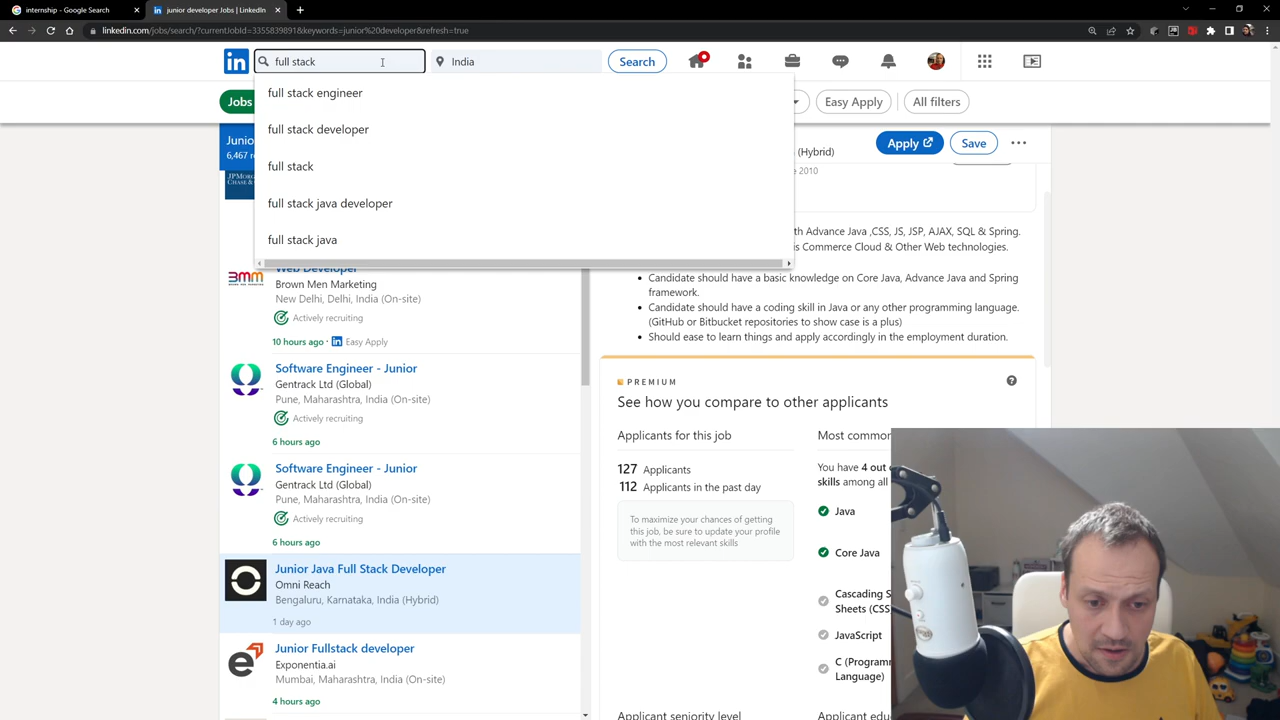 internship - Google Search
junior developer Jobs | LinkedIn
linkedin.com/jobs/search/?currentJobId=3355839891&keywords=junior%20developer&refresh=true
in
full stack
India
Search
Jobs
Easy Apply
All filters
full stack engineer
full stack developer
full stack
full stack java developer
full stack java
Junior
6,467 re
JPMORG
CHASE &
Web Developer
BMM
Brown Men Marketing
New Delhi, Delhi, India (On-site)
Actively recruiting
10 hours ago · in Easy Apply
Software Engineer - Junior
Gentrack Ltd (Global)
Pune, Maharashtra, India (On-site)
Actively recruiting
6 hours ago
Software Engineer - Junior
Gentrack Ltd (Global)
Pune, Maharashtra, India (On-site)
Actively recruiting
6 hours ago
Junior Java Full Stack Developer
Omni Reach
Bengaluru, Karnataka, India (Hybrid)
1 day ago
Junior Fullstack developer
Exponentia.ai
Mumbai, Maharashtra, India (On-site)
4 hours ago
Apply
Save
(Hybrid)
2010
th Advance Java ,CSS, JS, JSP, AJAX, SQL & Spring.
is Commerce Cloud & Other Web technologies.
Candidate should have a basic knowledge on Core Java, Advance Java and Spring
framework.
Candidate should have a coding skill in Java or any other programming language.
(GitHub or Bitbucket repositories to show case is a plus)
Should ease to learn things and apply accordingly in the employment duration.
PREMIUM
See how you compare to other applicants
Applicants for this job
127 Applicants
112 Applicants in the past day
To maximize your chances of getting
this job, be sure to update your profile
with the most relevant skills
Most common
You have 4 out o
skills among all
Java
Core Java
Cascading S
Sheets (CSS
JavaScript
C (Programm
Language)
Applicant seniority level
Applicant edu